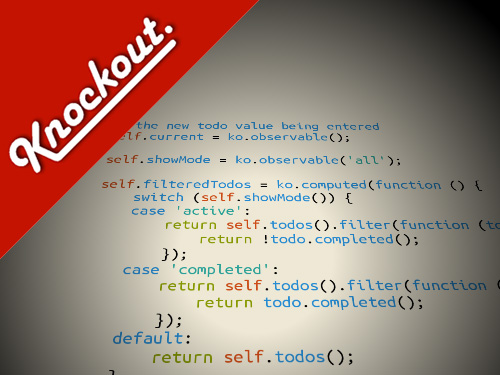 Knockout.
the new todo value being entered
self.current = ko.observable();
self.showMode = ko.observable('all');
self.filteredTodos = ko.computed(function () {
switch (self.showMode()) {
case 'active':
return self.todos().filter(function (to
return !todo.completed();
});
case 'completed':
return self.todos().filter(function (
return todo.completed();
});
default:
return self.todos();